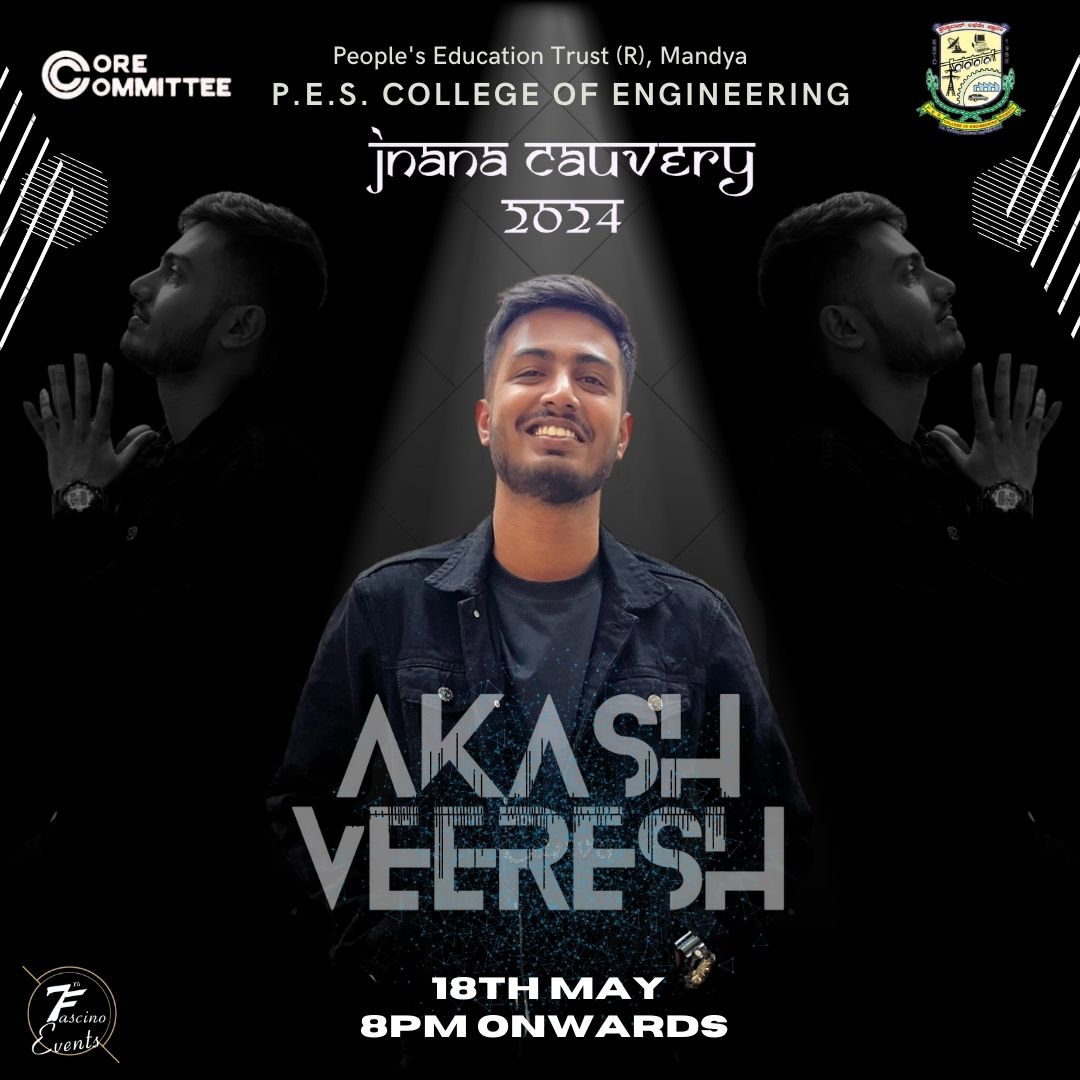 CORE
COMMITTEE
People's Education Trust (R), Mandya
P.E.S. COLLEGE OF ENGINEERING
Jnana Cauvery
2024
AKASH
VEERESH
18TH MAY
8PM ONWARDS
7TH
Fascino
Events